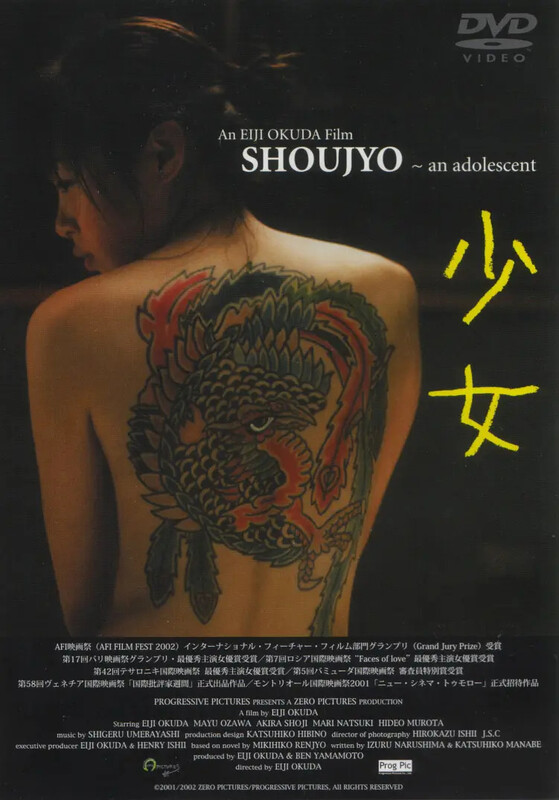 DVD
VIDEO
An EIJI OKUDA Film
SHOUJYO ~ an adolescent
少女
AFI映画祭（AFI FILM FEST 2002）インターナショナル・フィーチャー・フィルム部門グランプリ（Grand Jury Prize）受賞
第17回パリ映画祭グランプリ・最優秀主演女優賞受賞／第7回ロシア国際映画祭 "Faces of love" 最優秀主演女優賞受賞
第42回テサロニキ国際映画祭 最優秀主演女優賞受賞／第5回バミューダ国際映画祭 審査員特別賞受賞
第58回ヴェネチア国際映画祭「国際批評家週間」正式出品作品／モントリオール国際映画祭2001「ニュー・シネマ・トゥモロー」正式招待作品
PROGRESSIVE PICTURES PRESENTS A ZERO PICTURES PRODUCTION
A film by EIJI OKUDA
Starring EIJI OKUDA MAYU OZAWA AKIRA SHOJI MARI NATSUKI HIDEO MUROTA
music by SHIGERU UMEBAYASHI production design KATSUHIKO HIBINO director of photography HIROKAZU ISHII J.S.C
executive producer EIJI OKUDA & HENRY ISHII based on novel by MIKIHIKO RENJYO written by IZURU NARUSHIMA & KATSUHIKO MANABE
produced by EIJI OKUDA & BEN YAMAMOTO
directed by EIJI OKUDA
Prog Pic
©2001/2002 ZERO PICTURES/PROGRESSIVE PICTURES, All RIGHTS RESERVED